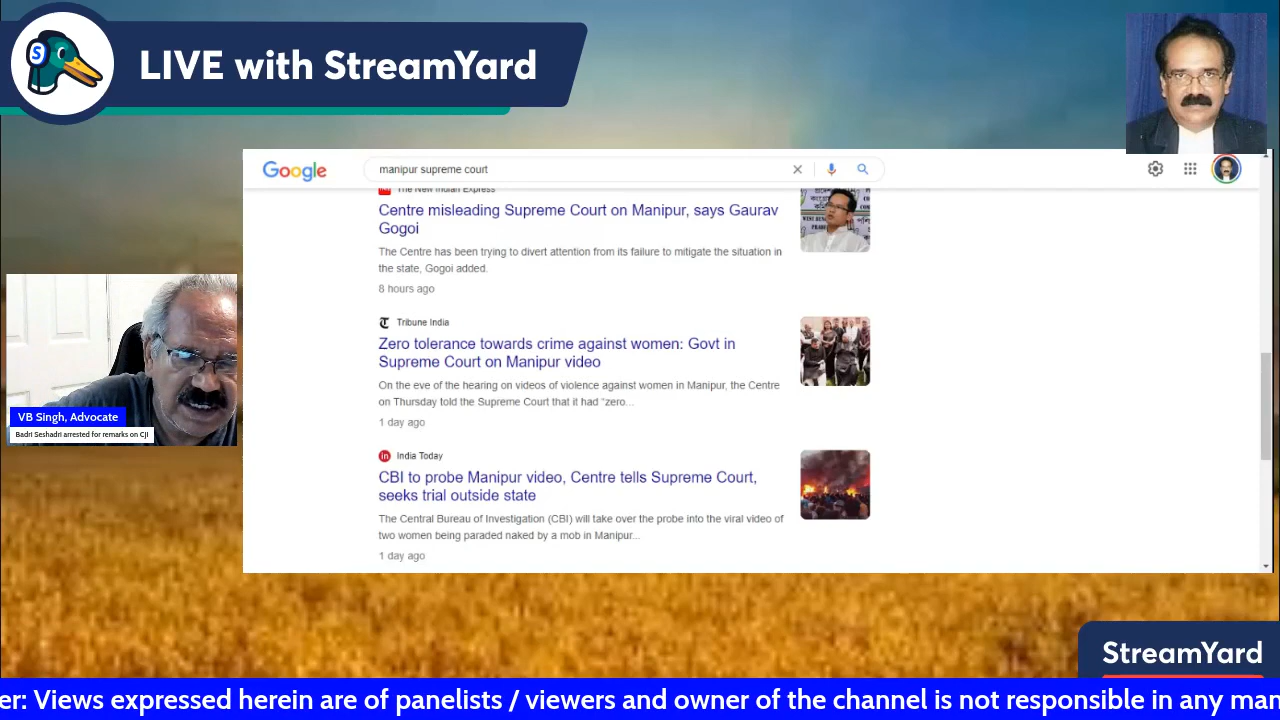 S
LIVE with StreamYard
Google
manipur supreme court
The New Indian Express
Centre misleading Supreme Court on Manipur, says Gaurav
Gogoi
The Centre has been trying to divert attention from its failure to mitigate the situation in
the state, Gogoi added.
8 hours ago
Tribune India
Zero tolerance towards crime against women: Govt in
Supreme Court on Manipur video
On the eve of the hearing on videos of violence against women in Manipur, the Centre
on Thursday told the Supreme Court that it had "zero...
1 day ago
in India Today
CBI to probe Manipur video, Centre tells Supreme Court,
seeks trial outside state
The Central Bureau of Investigation (CBI) will take over the probe into the viral video of
two women being paraded naked by a mob in Manipur...
1 day ago
VB Singh, Advocate
Badri Seshadri arrested for remarks on CJI
StreamYard
er: Views expressed herein are of panelists / viewers and owner of the channel is not responsible in any man